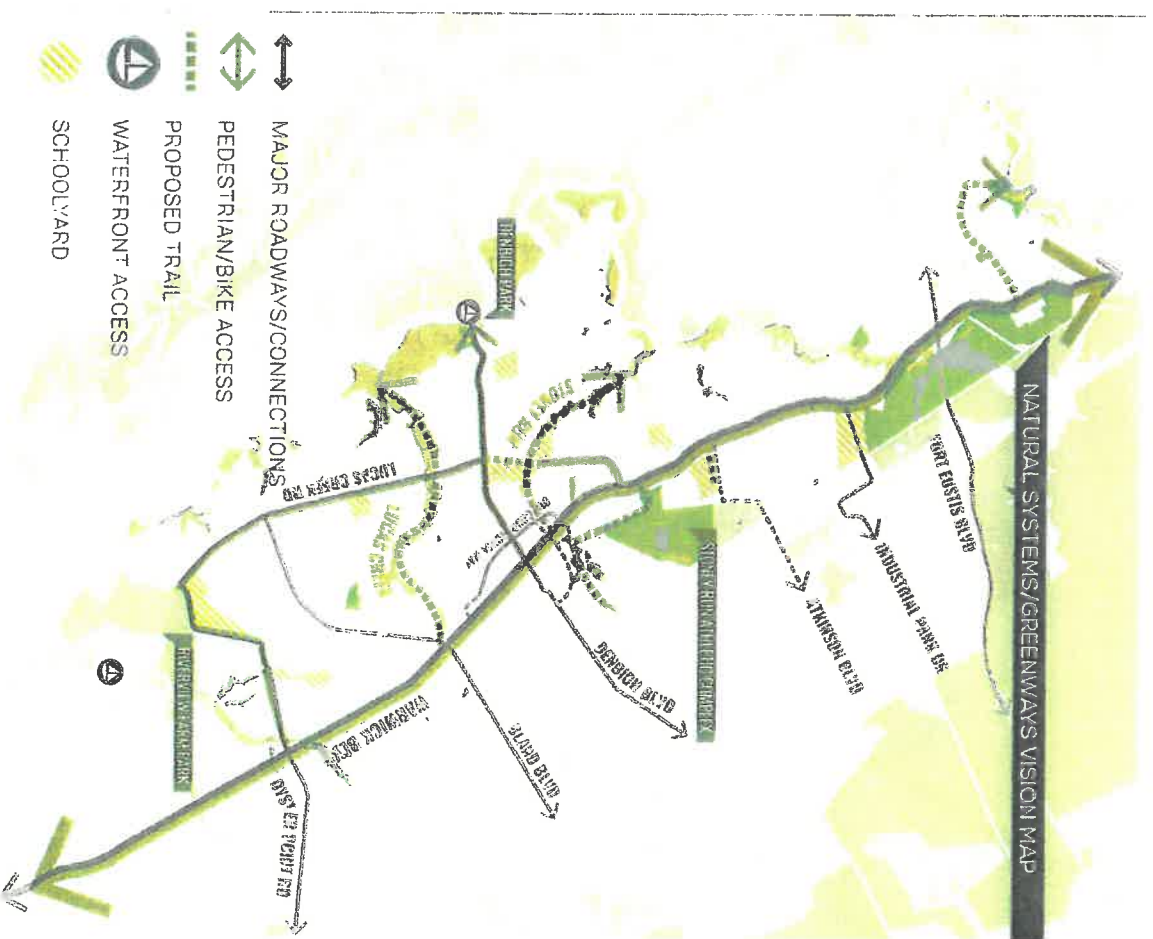 NATURAL SYSTEMS/GREENWAYS VISION MAP
FORT EUSTIS BLVD
INDUSTRIAL PARK DR
ATKINSON BLVD
STONEY RUN ATHLETIC COMPLEX
DENBIGH BLVD
BLAND BLVD
WARWICK BLVD
OYSTER POINT RD
DENBIGH PARK
LUCAS CREEK RD
LUCAS CREEK
RIVERVIEW FARM PARK
MAJOR ROADWAYS/CONNECTIONS
PEDESTRIAN/BIKE ACCESS
PROPOSED TRAIL
WATERFRONT ACCESS
SCHOOLYARD